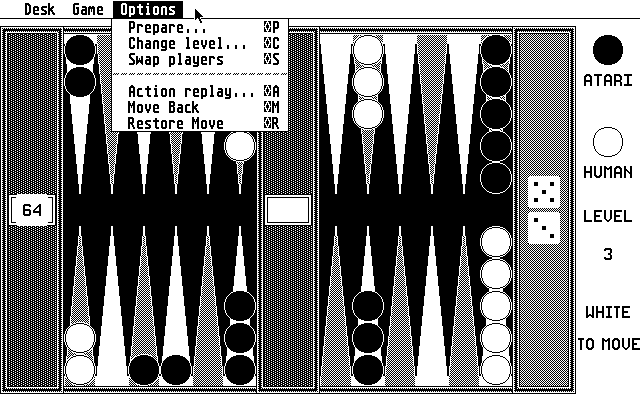 Desk Game Options
Prepare... ◊P
Change level... ◊C
Swap players ◊S
Action replay... ◊A
Move Back ◊M
Restore Move ◊R
ATARI
HUMAN
64
LEVEL
3
WHITE
TO MOVE